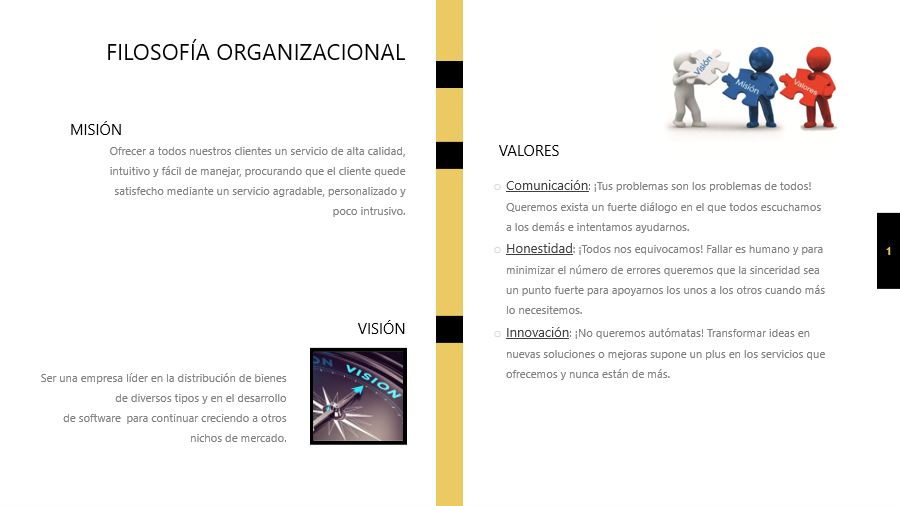 FILOSOFÍA ORGANIZACIONAL
MISIÓN
Ofrecer a todos nuestros clientes un servicio de alta calidad,
intuitivo y fácil de manejar, procurando que el cliente quede
satisfecho mediante un servicio agradable, personalizado y
poco intrusivo.
VISIÓN
Ser una empresa líder en la distribución de bienes
de diversos tipos y en el desarrollo
de software para continuar creciendo a otros
nichos de mercado.
ION
VISION
Visión
Misión
Valores
VALORES
Comunicación: ¡Tus problemas son los problemas de todos!
Queremos exista un fuerte diálogo en el que todos escuchamos
a los demás e intentamos ayudarnos.
Honestidad: ¡Todos nos equivocamos! Fallar es humano y para
minimizar el número de errores queremos que la sinceridad sea
un punto fuerte para apoyarnos los unos a los otros cuando más
lo necesitemos.
Innovación: ¡No queremos autómatas! Transformar ideas en
nuevas soluciones o mejoras supone un plus en los servicios que
ofrecemos y nunca están de más.
1